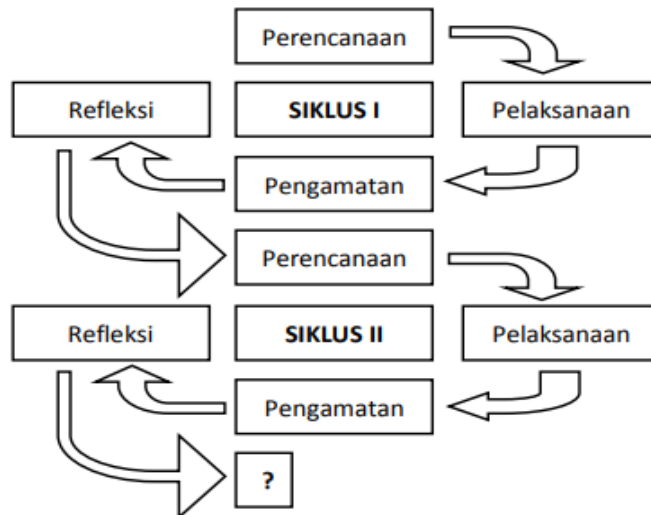 Perencanaan
Refleksi
SIKLUS I
Pelaksanaan
Pengamatan
Perencanaan
Refleksi
SIKLUS II
Pelaksanaan
Pengamatan
?